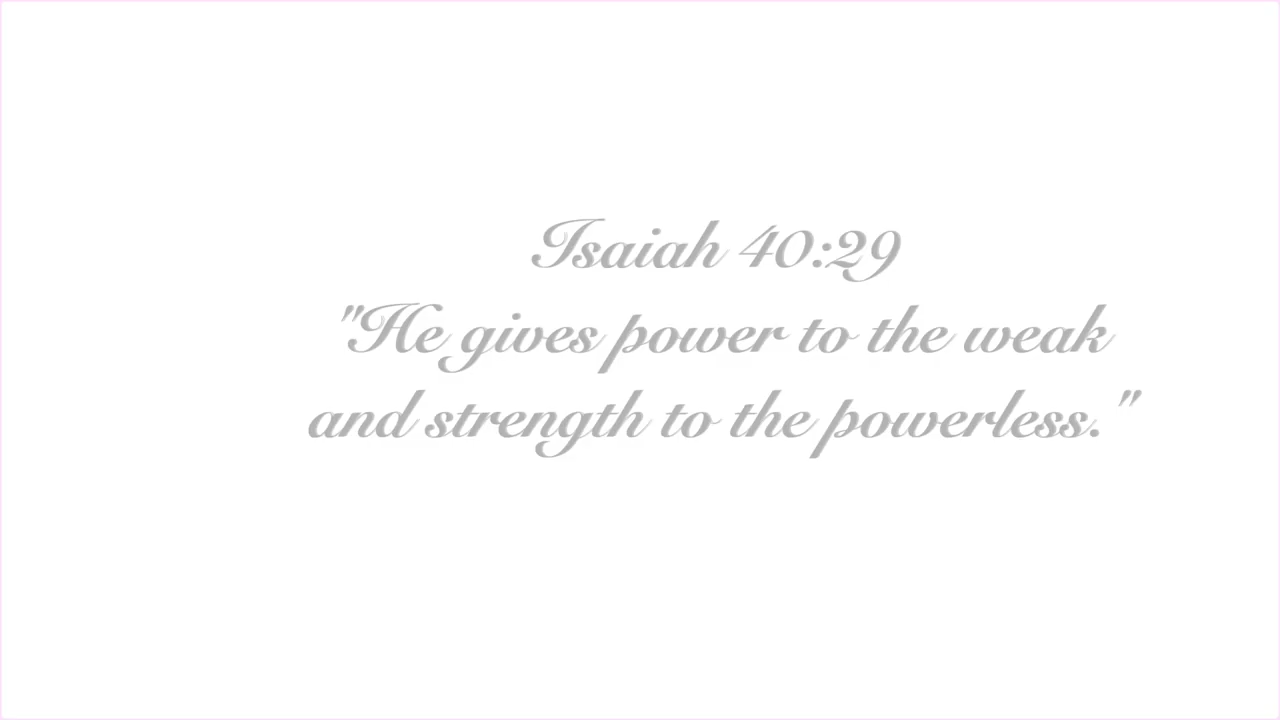 Isaiah 40:29
"He gives power to the weak
and strength to the powerless."